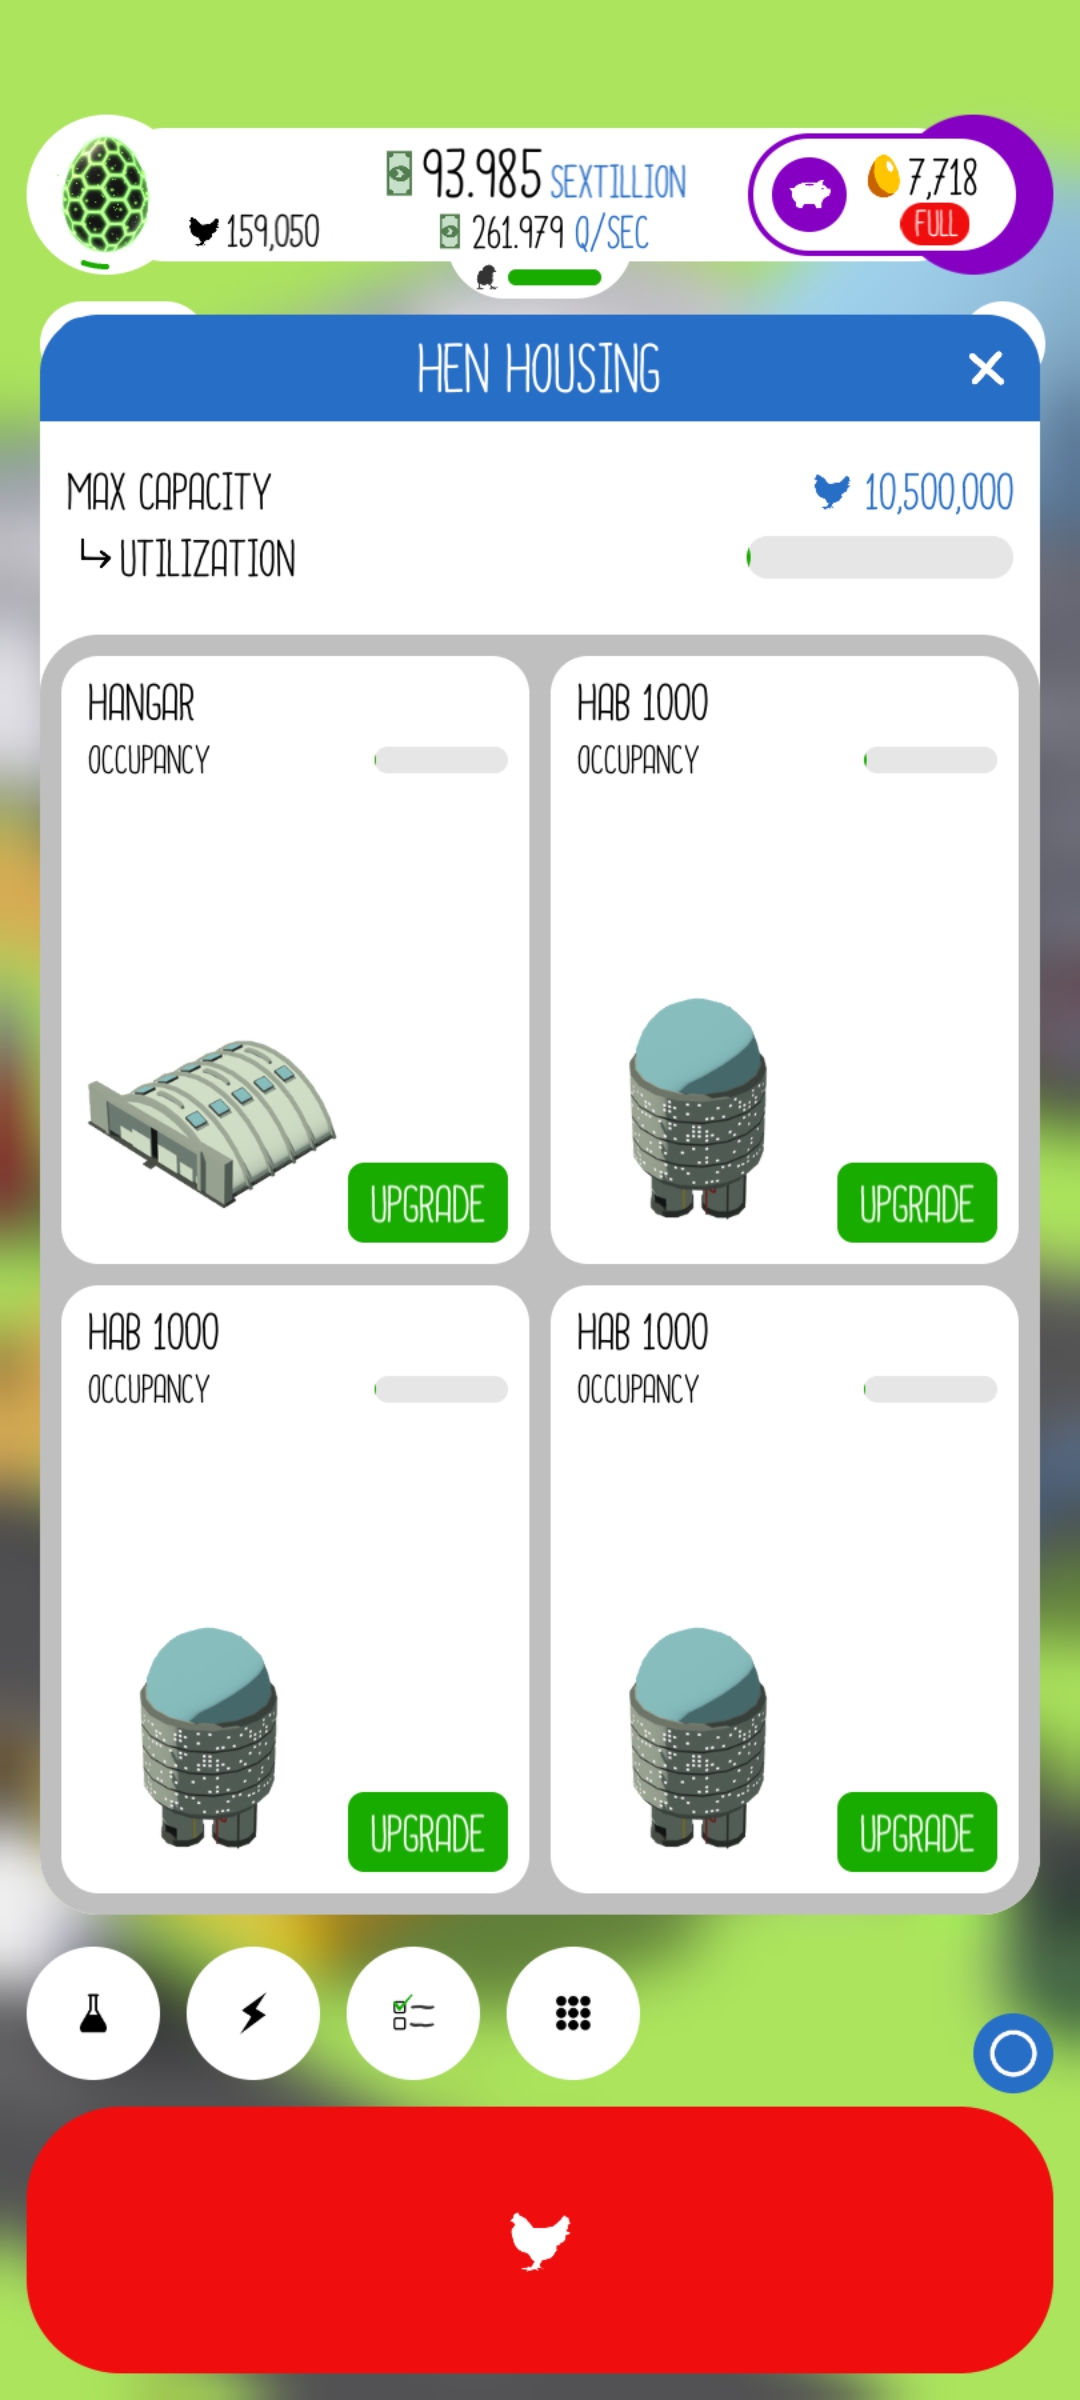 93.985 SEXTILLION
159,050
261.979 Q/SEC
7,718
FULL
HEN HOUSING
MAX CAPACITY
10,500,000
UTILIZATION
HANGAR
OCCUPANCY
UPGRADE
HAB 1000
OCCUPANCY
UPGRADE
HAB 1000
OCCUPANCY
UPGRADE
HAB 1000
OCCUPANCY
UPGRADE